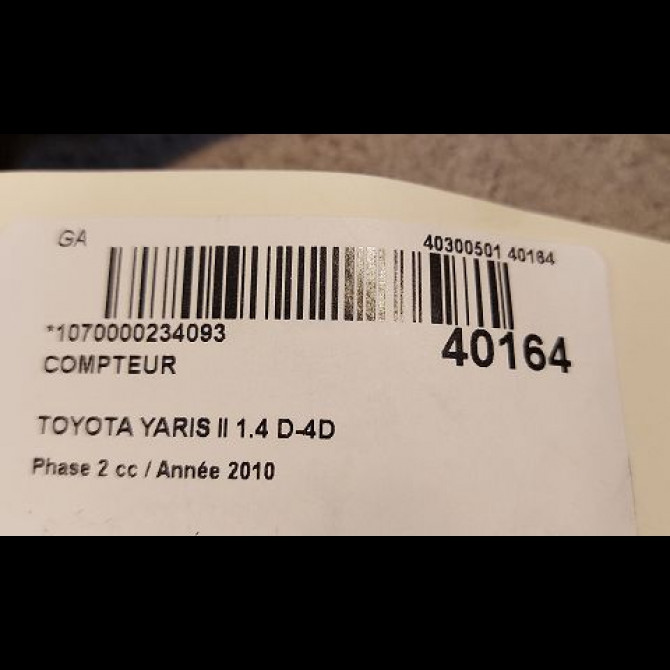 GA
40300501 40164
*1070000234093
40164
COMPTEUR
TOYOTA YARIS II 1.4 D-4D
Phase 2 cc / Année 2010